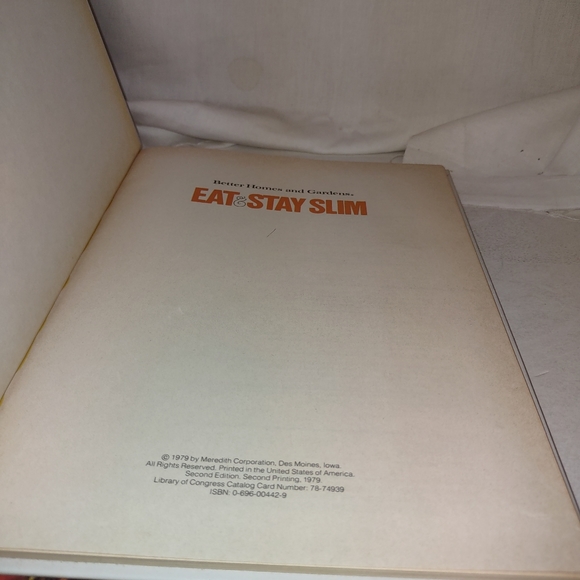 Better Homes and Gardens®
EAT & STAY SLIM
© 1979 by Meredith Corporation, Des Moines, Iowa.
All Rights Reserved. Printed in the United States of America.
Second Edition. Second Printing, 1979.
Library of Congress Catalog Card Number: 78-74939
ISBN: 0-696-00442-9